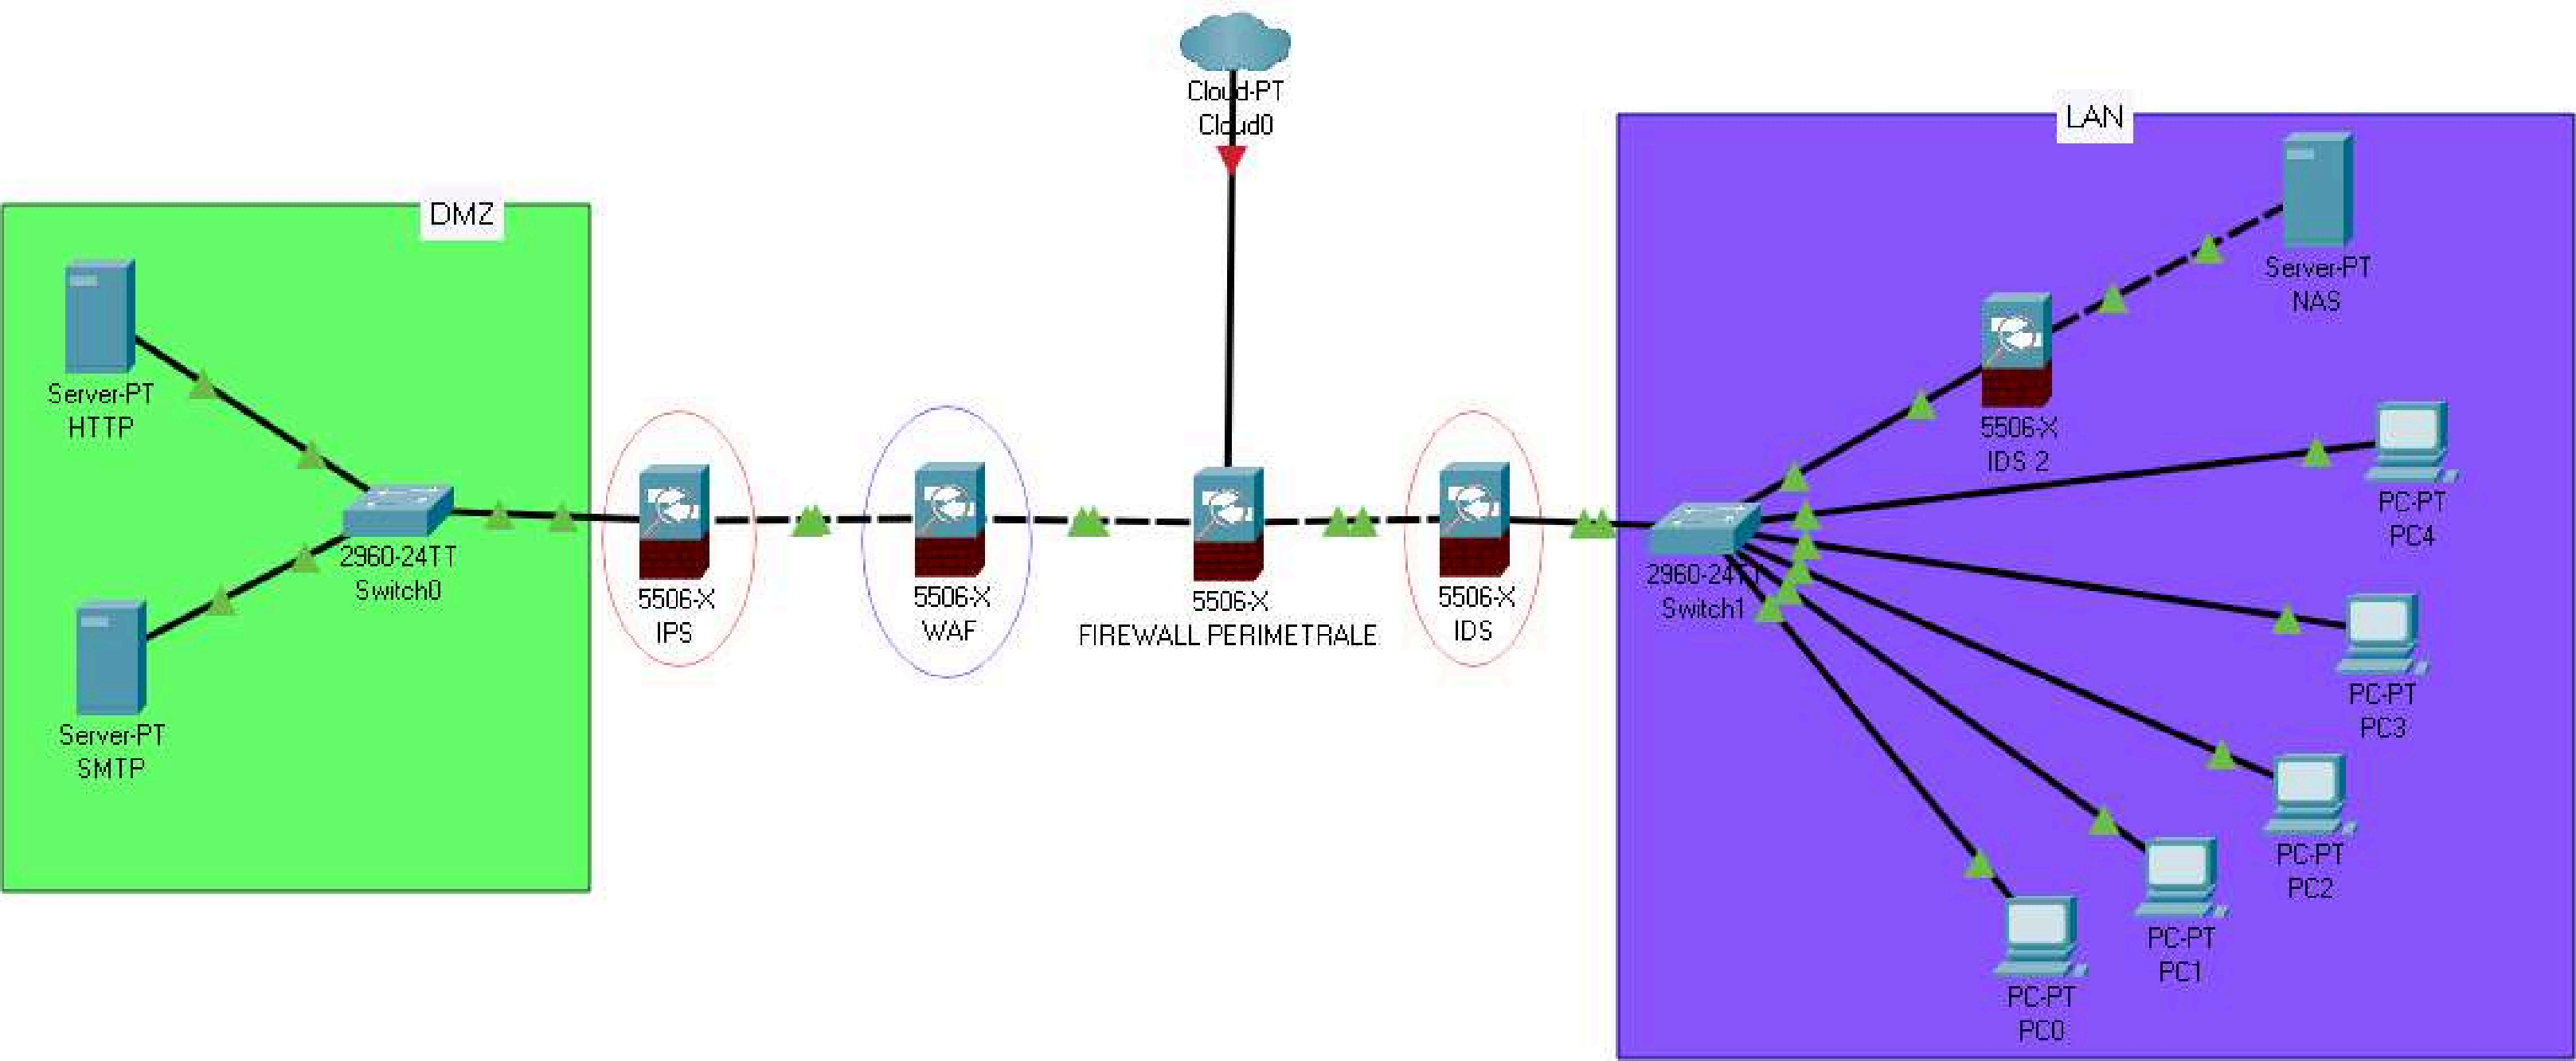 Cloud-PT
Cloud0
DMZ
LAN
Server-PT
HTTP
2960-24TT
Switch0
Server-PT
SMTP
5506-X
IPS
5506-X
WAF
5506-X
FIREWALL PERIMETRALE
5506-X
IDS
2960-24TT
Switch1
5506-X
IDS 2
Server-PT
NAS
PC-PT
PC4
PC-PT
PC3
PC-PT
PC2
PC-PT
PC1
PC-PT
PC0